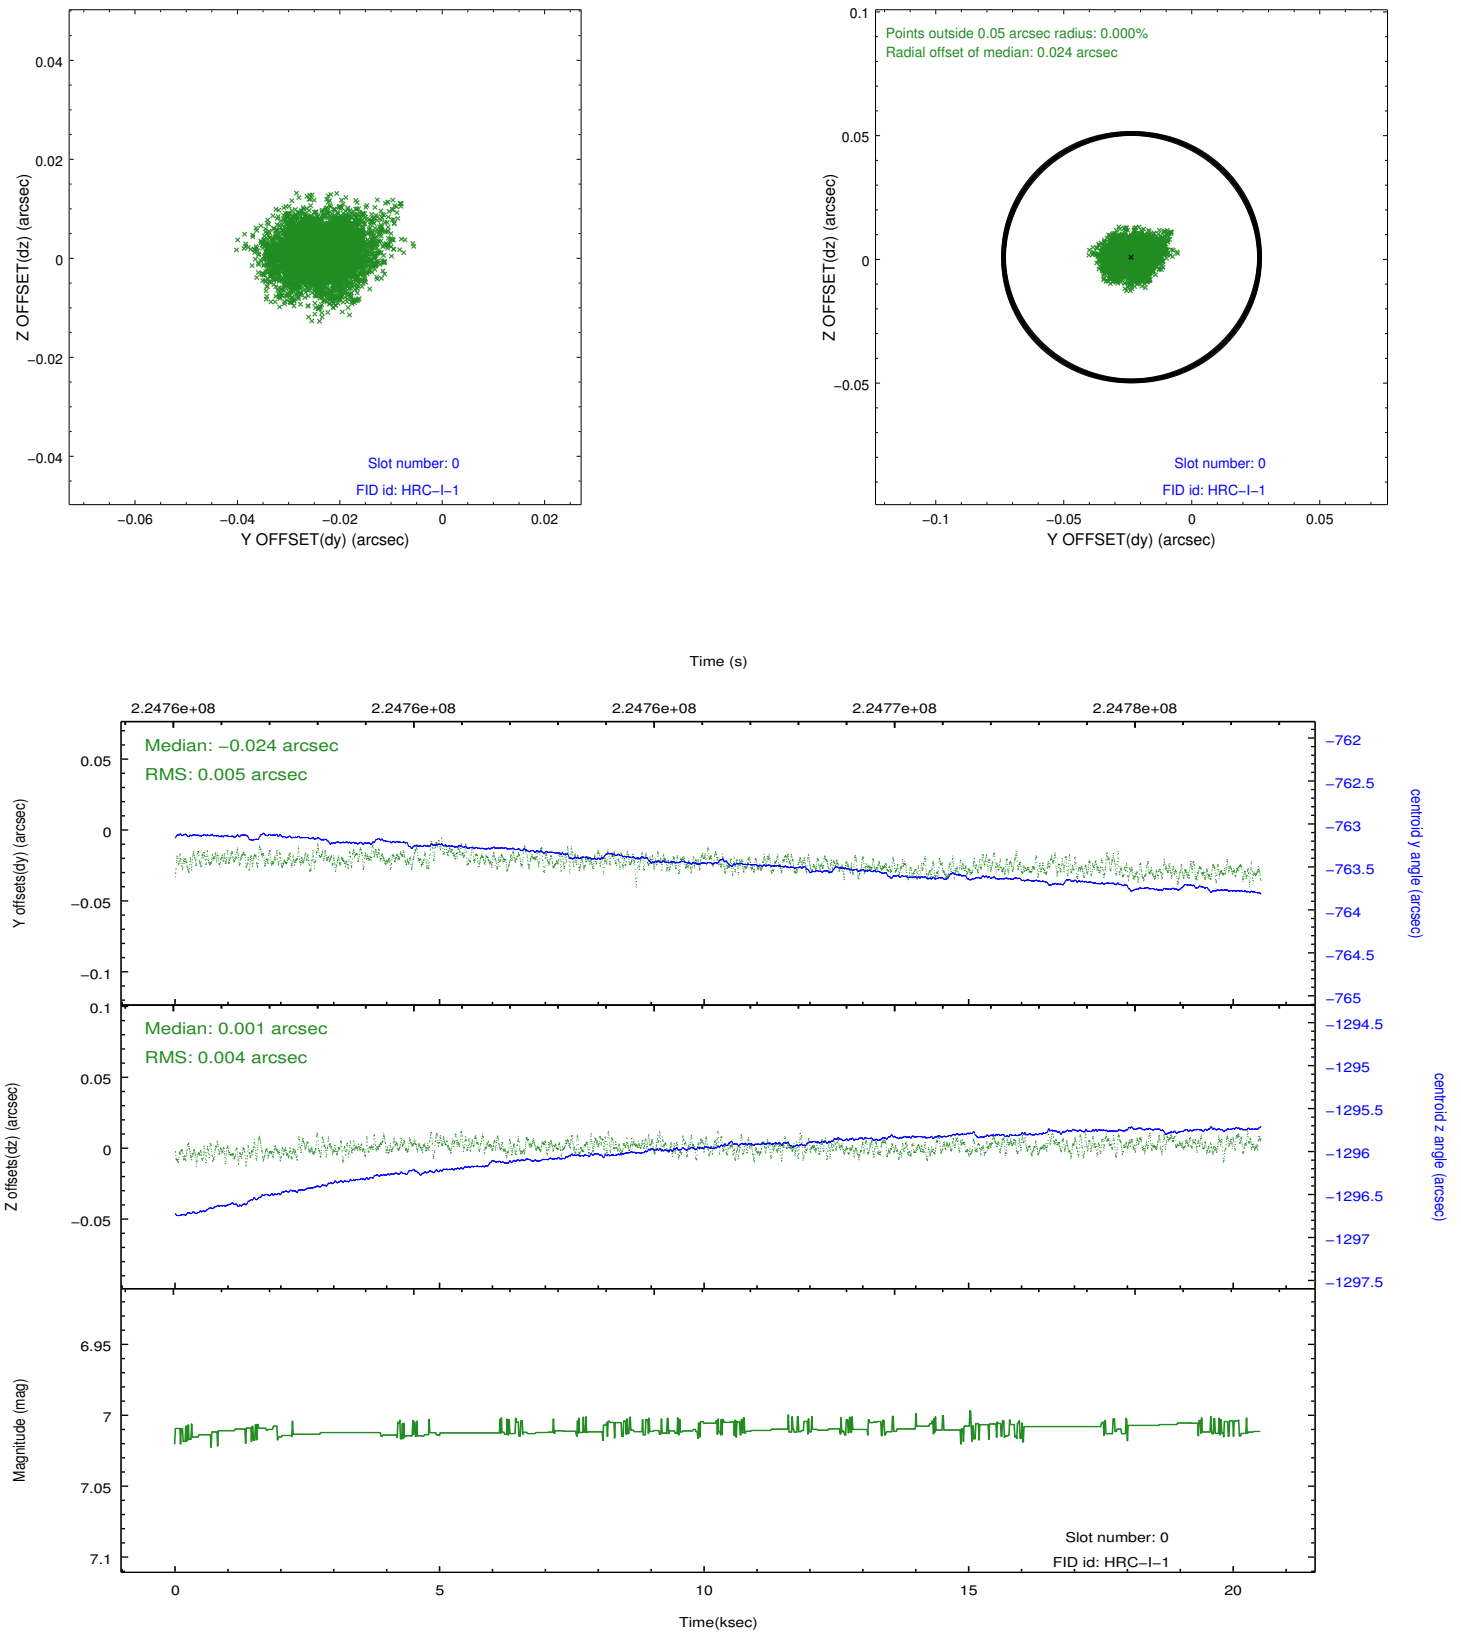 0.04
0.02
0
−0.02
−0.04
Z OFFSET(dz) (arcsec)
Slot number: 0
FID id: HRC−I−1
−0.06
−0.04
−0.02
0
0.02
Y OFFSET(dy) (arcsec)
Points outside 0.05 arcsec radius: 0.000%
Radial offset of median: 0.024 arcsec
0.1
0.05
0
−0.05
Z OFFSET(dz) (arcsec)
Slot number: 0
FID id: HRC−I−1
−0.1
−0.05
0
0.05
Y OFFSET(dy) (arcsec)
Time (s)
2.2476e+08
2.2476e+08
2.2476e+08
2.2477e+08
2.2478e+08
Median: −0.024 arcsec
RMS: 0.005 arcsec
0.05
0
−0.05
−0.1
Y offsets(dy) (arcsec)
−762
−762.5
−763
−763.5
−764
−764.5
−765
centroid y angle (arcsec)
Median: 0.001 arcsec
RMS: 0.004 arcsec
0.1
0.05
0
−0.05
Z offsets(dz) (arcsec)
−1294.5
−1295
−1295.5
−1296
−1296.5
−1297
−1297.5
centroid z angle (arcsec)
6.95
7
7.05
7.1
Magnitude (mag)
Slot number: 0
FID id: HRC−I−1
0
5
10
15
20
Time(ksec)